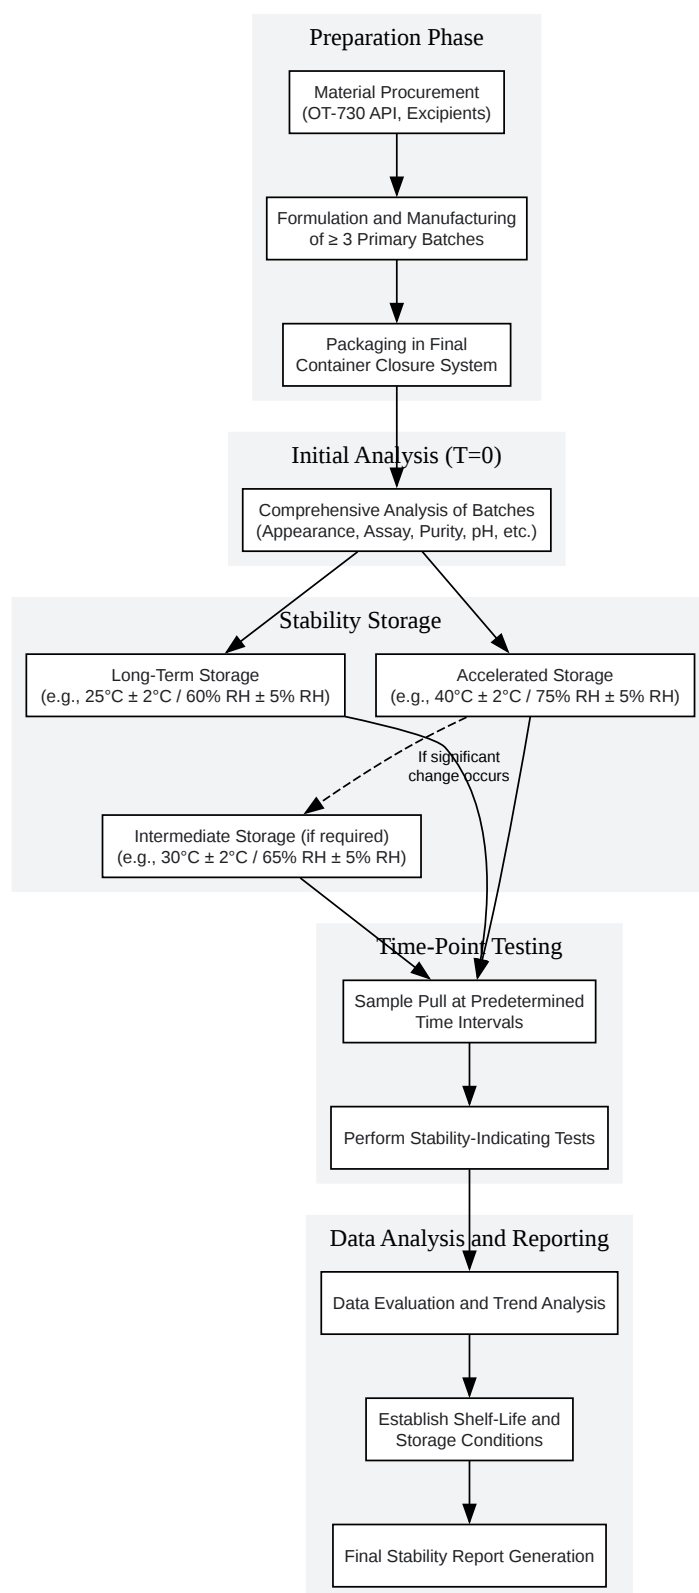 Preparation Phase
Material Procurement
(OT-730 API, Excipients)
Formulation and Manufacturing
of ≥ 3 Primary Batches
Packaging in Final
Container Closure System
Initial Analysis (T=0)
Comprehensive Analysis of Batches
(Appearance, Assay, Purity, pH, etc.)
Stability Storage
Long-Term Storage
(e.g., 25°C ± 2°C / 60% RH ± 5% RH)
Accelerated Storage
(e.g., 40°C ± 2°C / 75% RH ± 5% RH)
If significant
change occurs
Intermediate Storage (if required)
(e.g., 30°C ± 2°C / 65% RH ± 5% RH)
Time-Point Testing
Sample Pull at Predetermined
Time Intervals
Perform Stability-Indicating Tests
Data Analysis and Reporting
Data Evaluation and Trend Analysis
Establish Shelf-Life and
Storage Conditions
Final Stability Report Generation